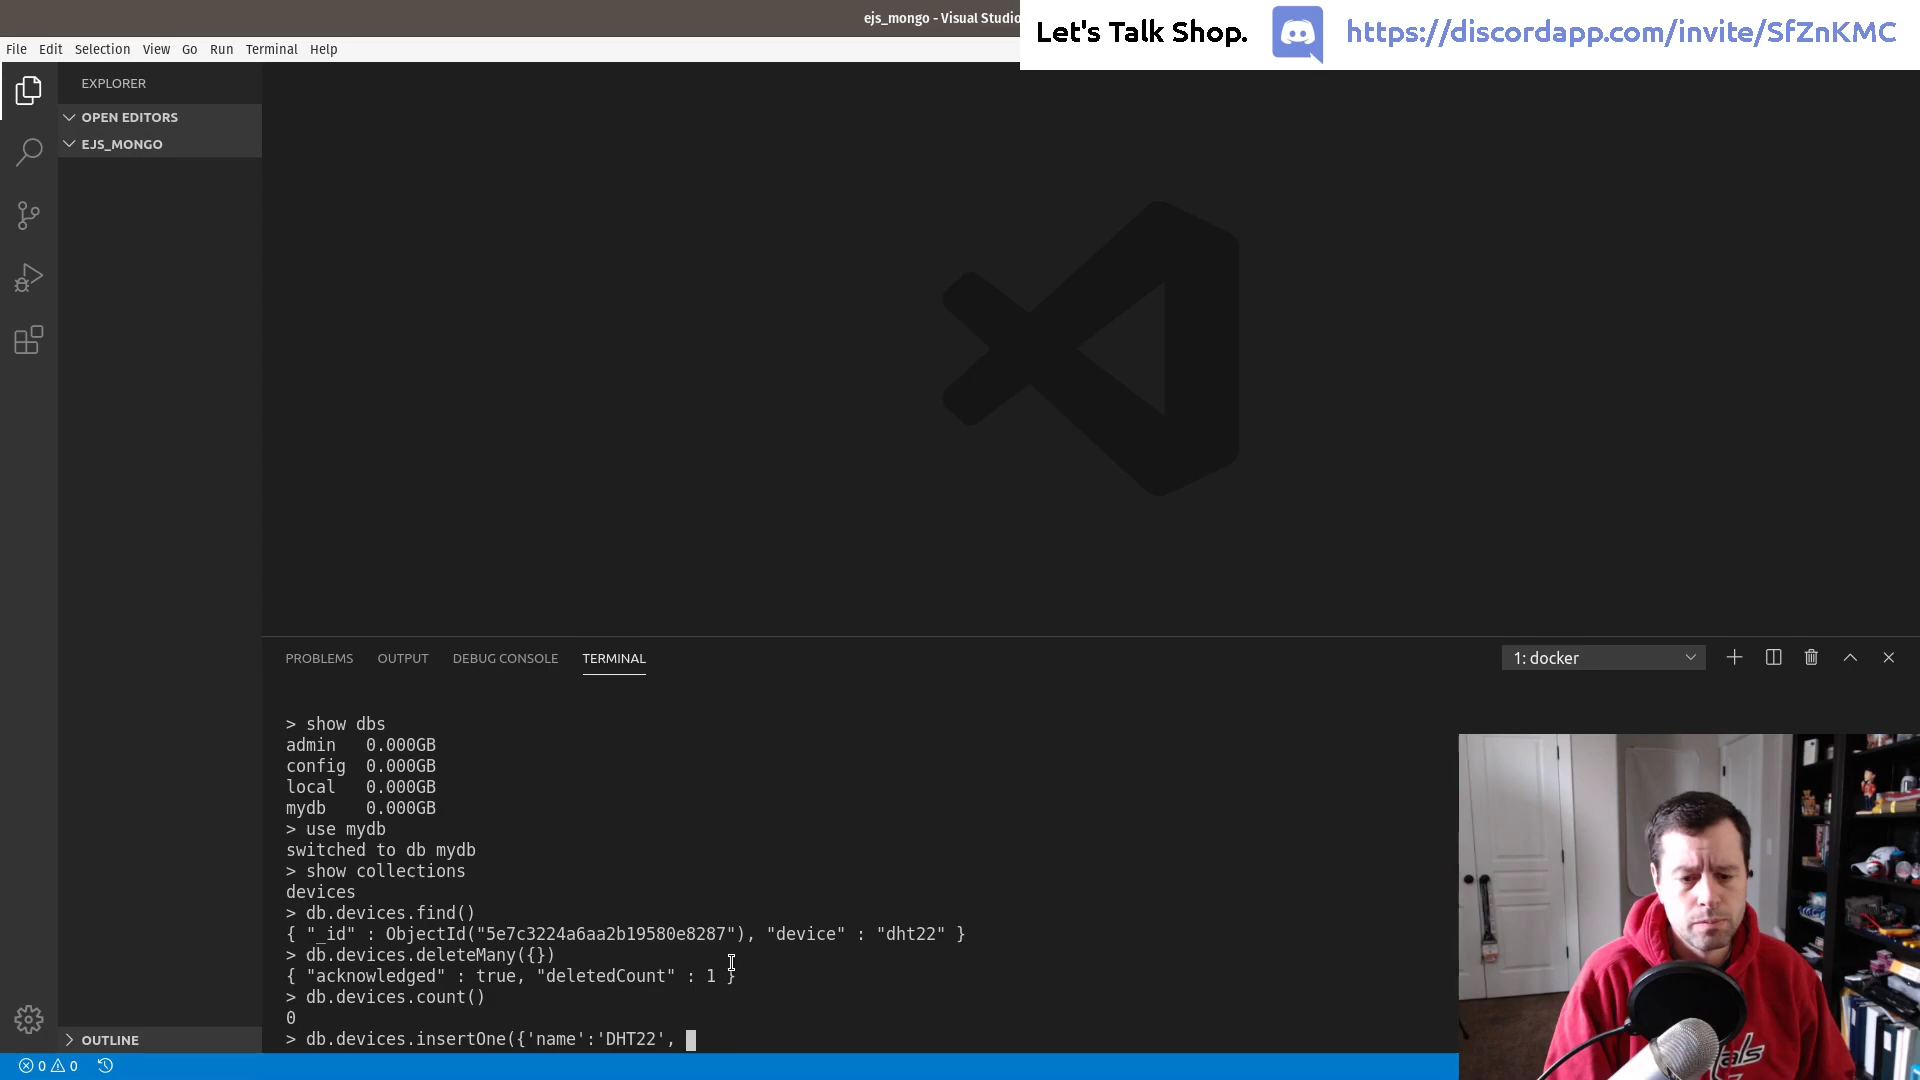 ejs_mongo - Visual Studio
Let's Talk Shop.
https://discordapp.com/invite/SfZnKMC
File Edit Selection View Go Run Terminal Help
EXPLORER
OPEN EDITORS
EJS_MONGO
PROBLEMS OUTPUT DEBUG CONSOLE TERMINAL
1: docker
> show dbs
admin 0.000GB
config 0.000GB
local 0.000GB
mydb 0.000GB
> use mydb
switched to db mydb
> show collections
devices
> db.devices.find()
{ "_id" : ObjectId("5e7c3224a6aa2b19580e8287"), "device" : "dht22" }
> db.devices.deleteMany({})
{ "acknowledged" : true, "deletedCount" : 1 }
> db.devices.count()
0
> db.devices.insertOne({'name':'DHT22',
OUTLINE
0 0